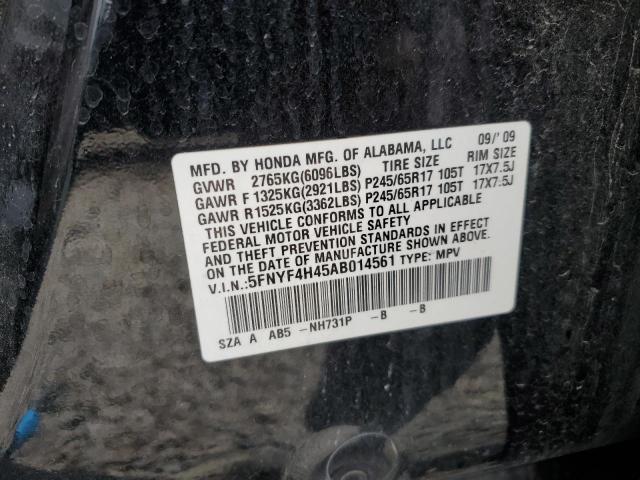 MFD. BY HONDA MFG. OF ALABAMA, LLC 09/'09
GVWR 2765KG(6096LBS) TIRE SIZE RIM SIZE
GAWR F 1325KG(2921LBS) P245/65R17 105T 17X7.5J
GAWR R1525KG(3362LBS) P245/65R17 105T 17X7.5J
THIS VEHICLE CONFORMS TO ALL APPLICABLE
FEDERAL MOTOR VEHICLE SAFETY
AND THEFT PREVENTION STANDARDS IN EFFECT
ON THE DATE OF MANUFACTURE SHOWN ABOVE.
V.I.N.:5FNYF4H45AB014561 TYPE: MPV
SZA A AB5 -NH731P -B -B